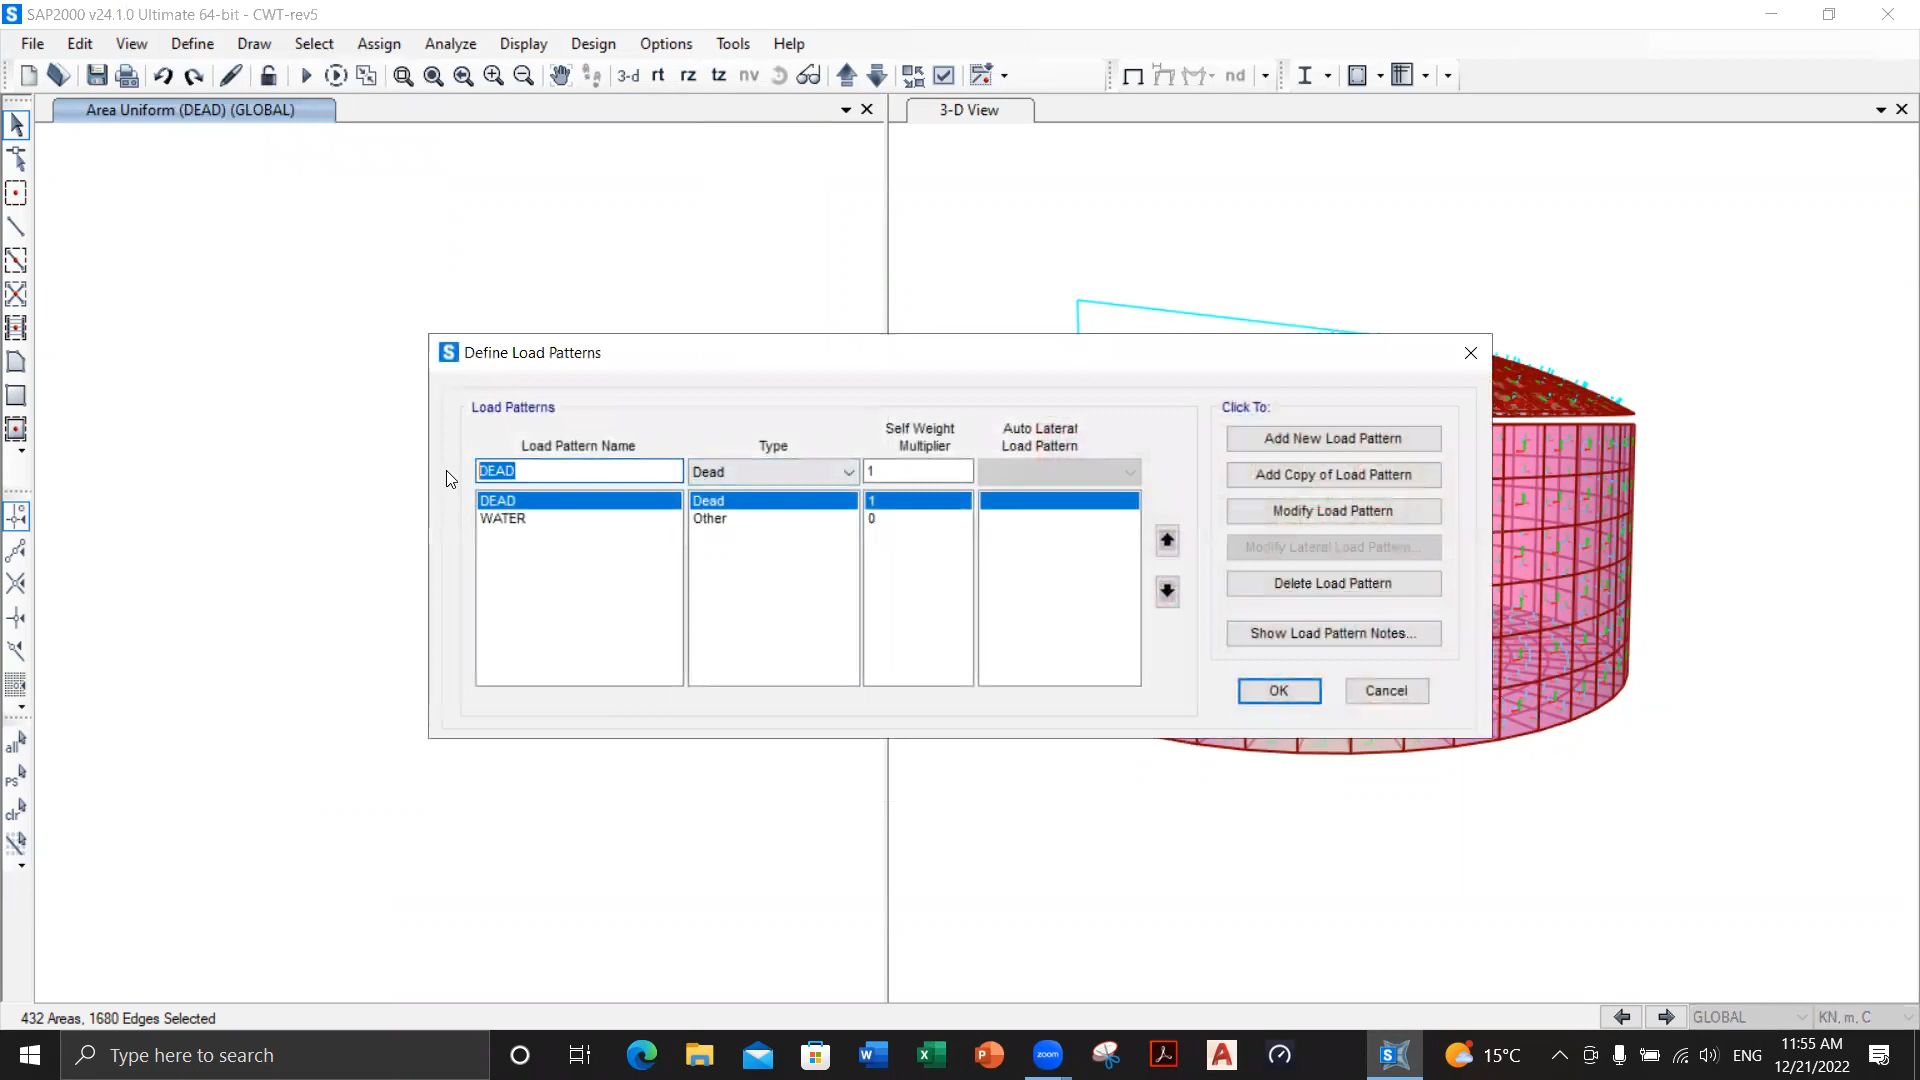 SAP2000 v24.1.0 Ultimate 64-bit - CWT-rev5
File Edit View Define Draw Select Assign Analyze Display Design Options Tools Help
3-d rt rz tz nv nd
Area Uniform (DEAD) (GLOBAL)
3-D View
Define Load Patterns
Load Patterns
Click To:
Load Pattern Name
Type
Self Weight
Multiplier
Auto Lateral
Load Pattern
DEAD Dead 1
DEAD Dead 1
WATER Other 0
Add New Load Pattern
Add Copy of Load Pattern
Modify Load Pattern
Modify Lateral Load Pattern...
Delete Load Pattern
Show Load Pattern Notes...
OK
Cancel
all
PS
clr
432 Areas, 1680 Edges Selected
GLOBAL
KN, m, C
Type here to search
zoom
15°C
ENG
11:55 AM
12/21/2022